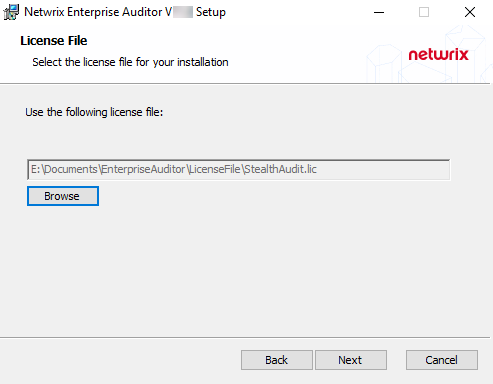 Netwrix Enterprise Auditor V Setup
License File
Select the license file for your installation
netwrix
Use the following license file:
E:\Documents\EnterpriseAuditor\LicenseFile\StealthAudit.lic
Browse
Back
Next
Cancel